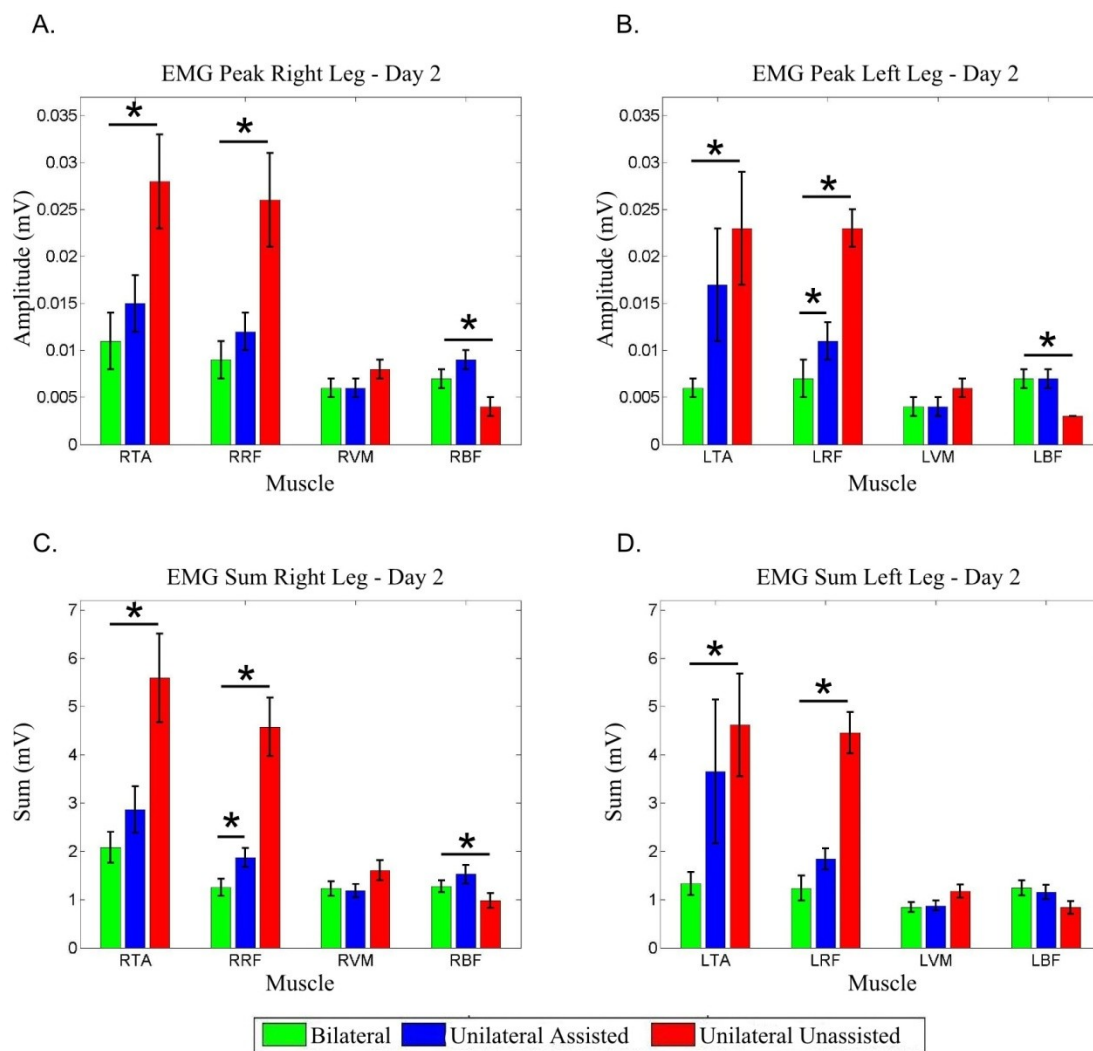 A.
EMG Peak Right Leg - Day 2
Amplitude (mV)
0.035
0.03
0.025
0.02
0.015
0.01
0.005
0
*
*
*
RTA RRF RVM RBF
Muscle
B.
EMG Peak Left Leg - Day 2
Amplitude (mV)
0.035
0.03
0.025
0.02
0.015
0.01
0.005
0
*
*
*
*
LTA LRF LVM LBF
Muscle
C.
EMG Sum Right Leg - Day 2
Sum (mV)
7
6
5
4
3
2
1
0
*
*
*
*
RTA RRF RVM RBF
Muscle
D.
EMG Sum Left Leg - Day 2
Sum (mV)
7
6
5
4
3
2
1
0
*
*
LTA LRF LVM LBF
Muscle
Bilateral Unilateral Assisted Unilateral Unassisted